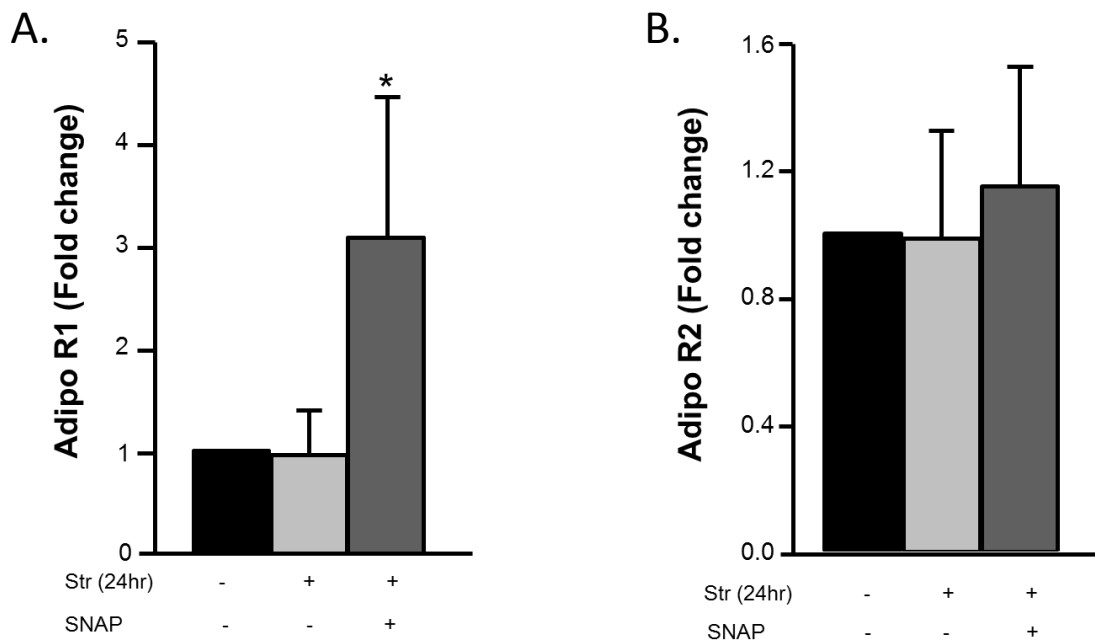 A.
Adipo R1 (Fold change)
5
4
3
2
1
0
*
Str (24hr) - + +
SNAP - - +
B.
Adipo R2 (Fold change)
1.6
1.2
0.8
0.4
0.0
Str (24hr) - + +
SNAP - - +